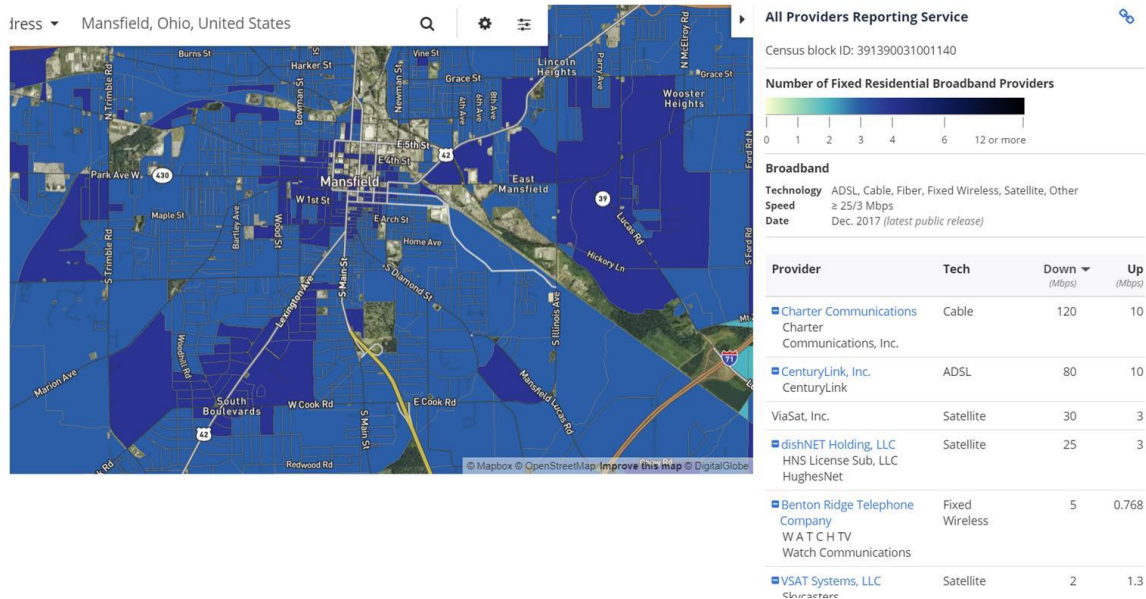 dress
Mansfield, Ohio, United States
Burns St
Vine St
Harker St
St
N Trimble Rd
Bowman St
Newman St
Grace St
4th Ave
6th Ave
8th Ave
Lincoln
Heights
Parry Ave
N McElroy Rd
Grace St
Wooster
Heights
E 5th St
E 4th St
42
Park Ave W
430
Mansfield
East
Mansfield
Ford Rd N
W 1st St
39
Maple St
Bartley Ave
Wood St
E Arch St
Lucas Rd
Home Ave
S Trimble Rd
S Main St
S Diamond St
Hickory Ln
S Ford Rd
Lexington Ave
S Illinois Ave
71
Woodhill Rd
Marion Ave
Mansfield Lucas Rd
South
Boulevards
W Cook Rd
E Cook Rd
S Main St
42
Redwood Rd
© Mapbox © OpenStreetMap Improve this map © DigitalGlobe
All Providers Reporting Service
Census block ID: 391390031001140
Number of Fixed Residential Broadband Providers
0 1 2 3 4 6 12 or more
Broadband
Technology ADSL, Cable, Fiber, Fixed Wireless, Satellite, Other
Speed ≥ 25/3 Mbps
Date Dec. 2017 (latest public release)
Provider Tech Down Up
(Mbps) (Mbps)
Charter Communications Cable 120 10
Charter
Communications, Inc.
CenturyLink, Inc. ADSL 80 10
CenturyLink
ViaSat, Inc. Satellite 30 3
dishNET Holding, LLC Satellite 25 3
HNS License Sub, LLC
HughesNet
Benton Ridge Telephone Fixed 5 0.768
Company Wireless
W A T C H TV
Watch Communications
VSAT Systems, LLC Satellite 2 1.3
Skycasters